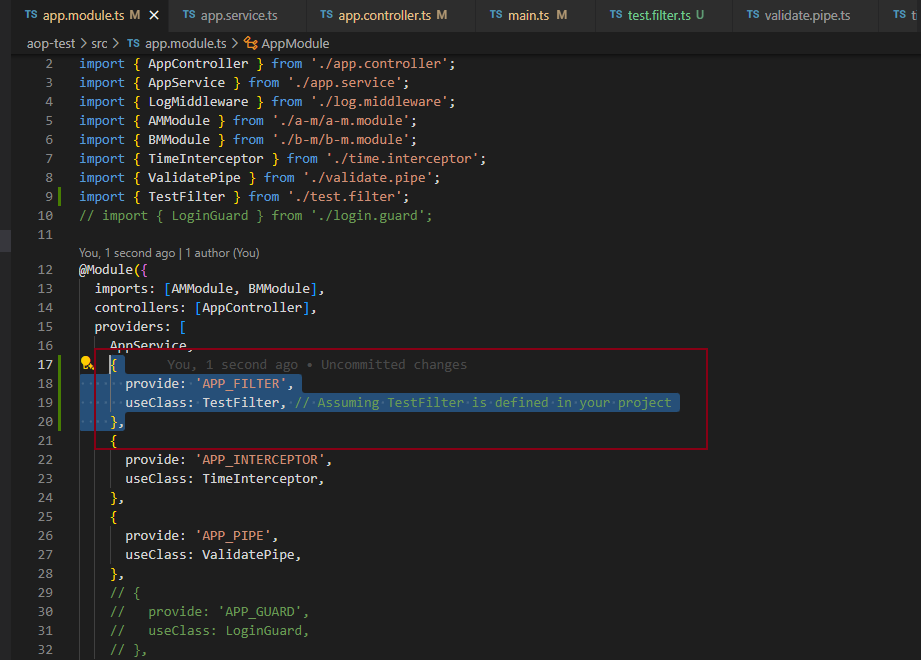 TS app.module.ts M ×
TS app.service.ts
TS app.controller.ts M
TS main.ts M
TS test.filter.ts U
TS validate.pipe.ts
TS
aop-test > src > TS app.module.ts > AppModule
2 import { AppController } from './app.controller';
3 import { AppService } from './app.service';
4 import { LogMiddleware } from './log.middleware';
5 import { AMModule } from './a-m/a-m.module';
6 import { BMModule } from './b-m/b-m.module';
7 import { TimeInterceptor } from './time.interceptor';
8 import { ValidatePipe } from './validate.pipe';
9 import { TestFilter } from './test.filter';
10 // import { LoginGuard } from './login.guard';
11
You, 1 second ago | 1 author (You)
12 @Module({
13 imports: [AMModule, BMModule],
14 controllers: [AppController],
15 providers: [
16 AppService,
17 { You, 1 second ago • Uncommitted changes
18 provide: 'APP_FILTER',
19 useClass: TestFilter, // Assuming TestFilter is defined in your project
20 },
21 {
22 provide: 'APP_INTERCEPTOR',
23 useClass: TimeInterceptor,
24 },
25 {
26 provide: 'APP_PIPE',
27 useClass: ValidatePipe,
28 },
29 // {
30 // provide: 'APP_GUARD',
31 // useClass: LoginGuard,
32 // },